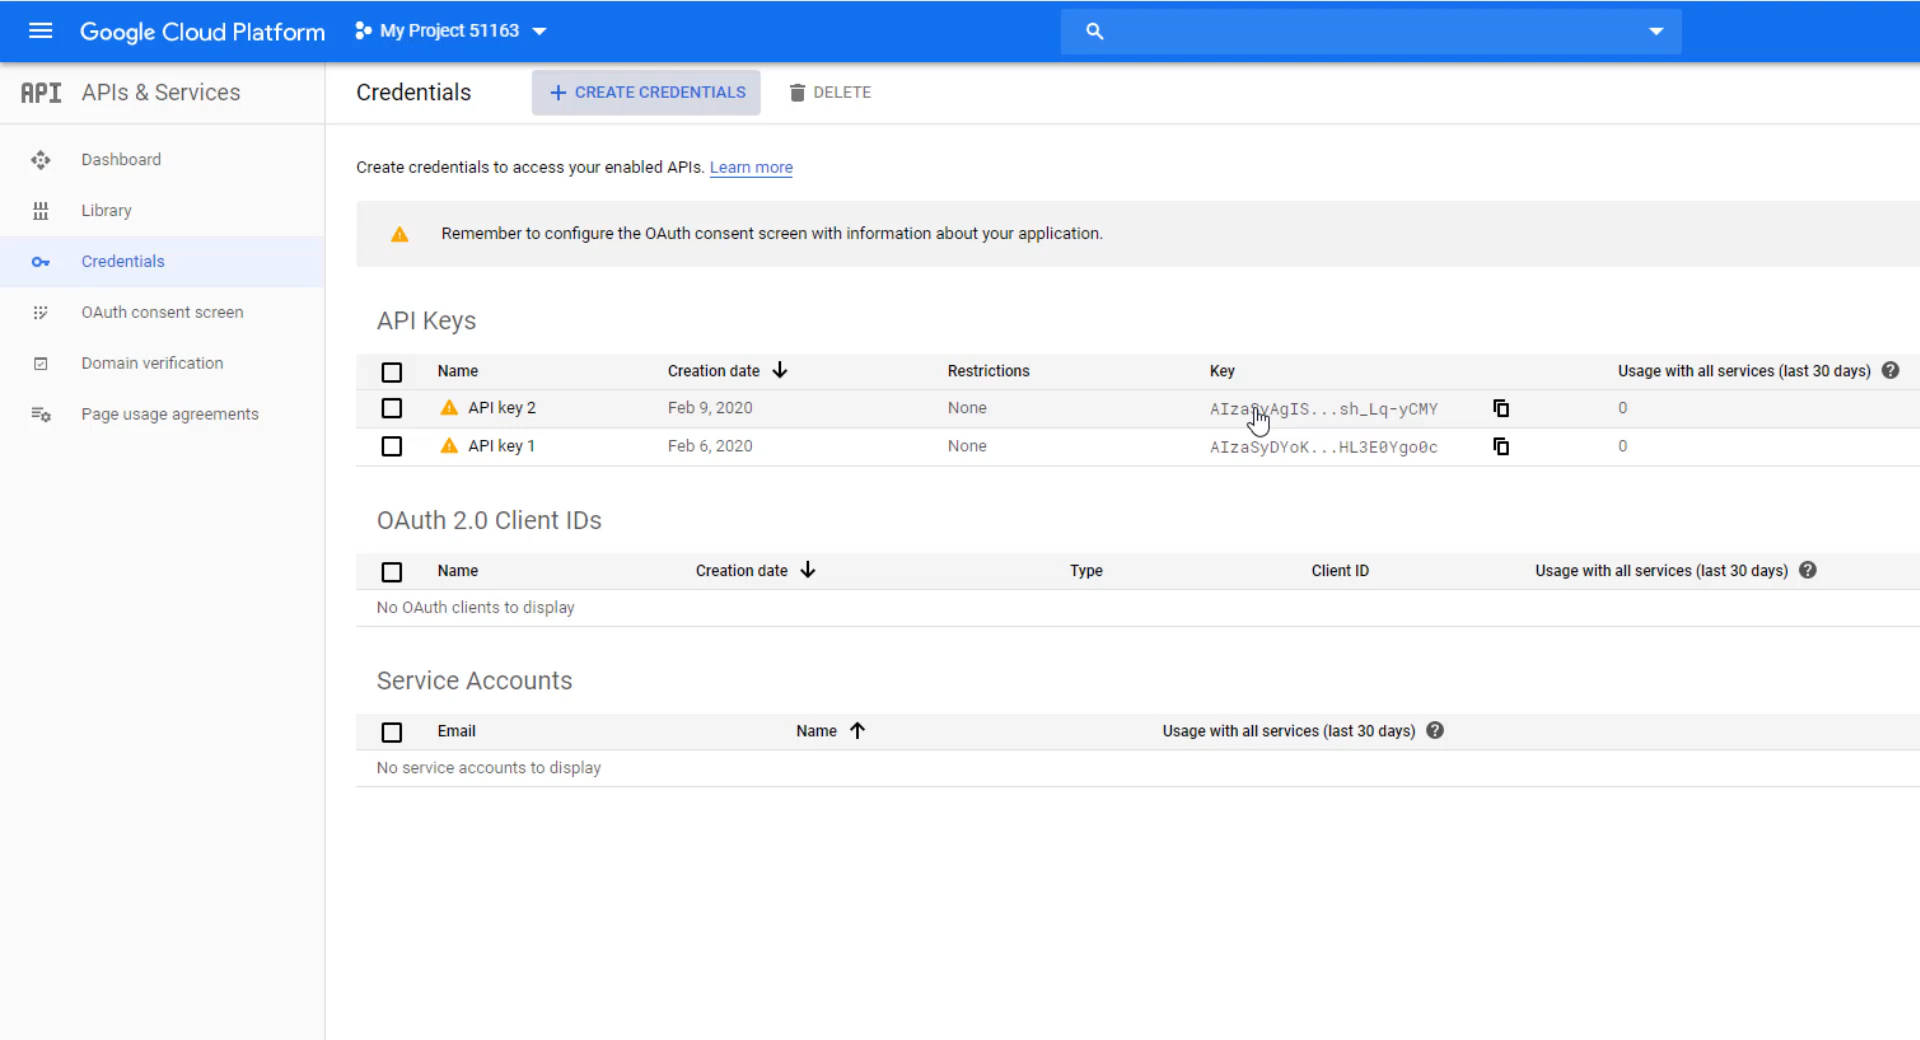 Google Cloud Platform My Project 51163
API APIs & Services
Credentials + CREATE CREDENTIALS DELETE
Dashboard
Library
Credentials
OAuth consent screen
Domain verification
Page usage agreements
Create credentials to access your enabled APIs. Learn more
Remember to configure the OAuth consent screen with information about your application.
API Keys
Name Creation date Restrictions Key Usage with all services (last 30 days)
API key 2 Feb 9, 2020 None AIzaSyAgIS...sh_Lq-yCMY 0
API key 1 Feb 6, 2020 None AIzaSyDYoK...HL3E0Ygo0c 0
OAuth 2.0 Client IDs
Name Creation date Type Client ID Usage with all services (last 30 days)
No OAuth clients to display
Service Accounts
Email Name Usage with all services (last 30 days)
No service accounts to display